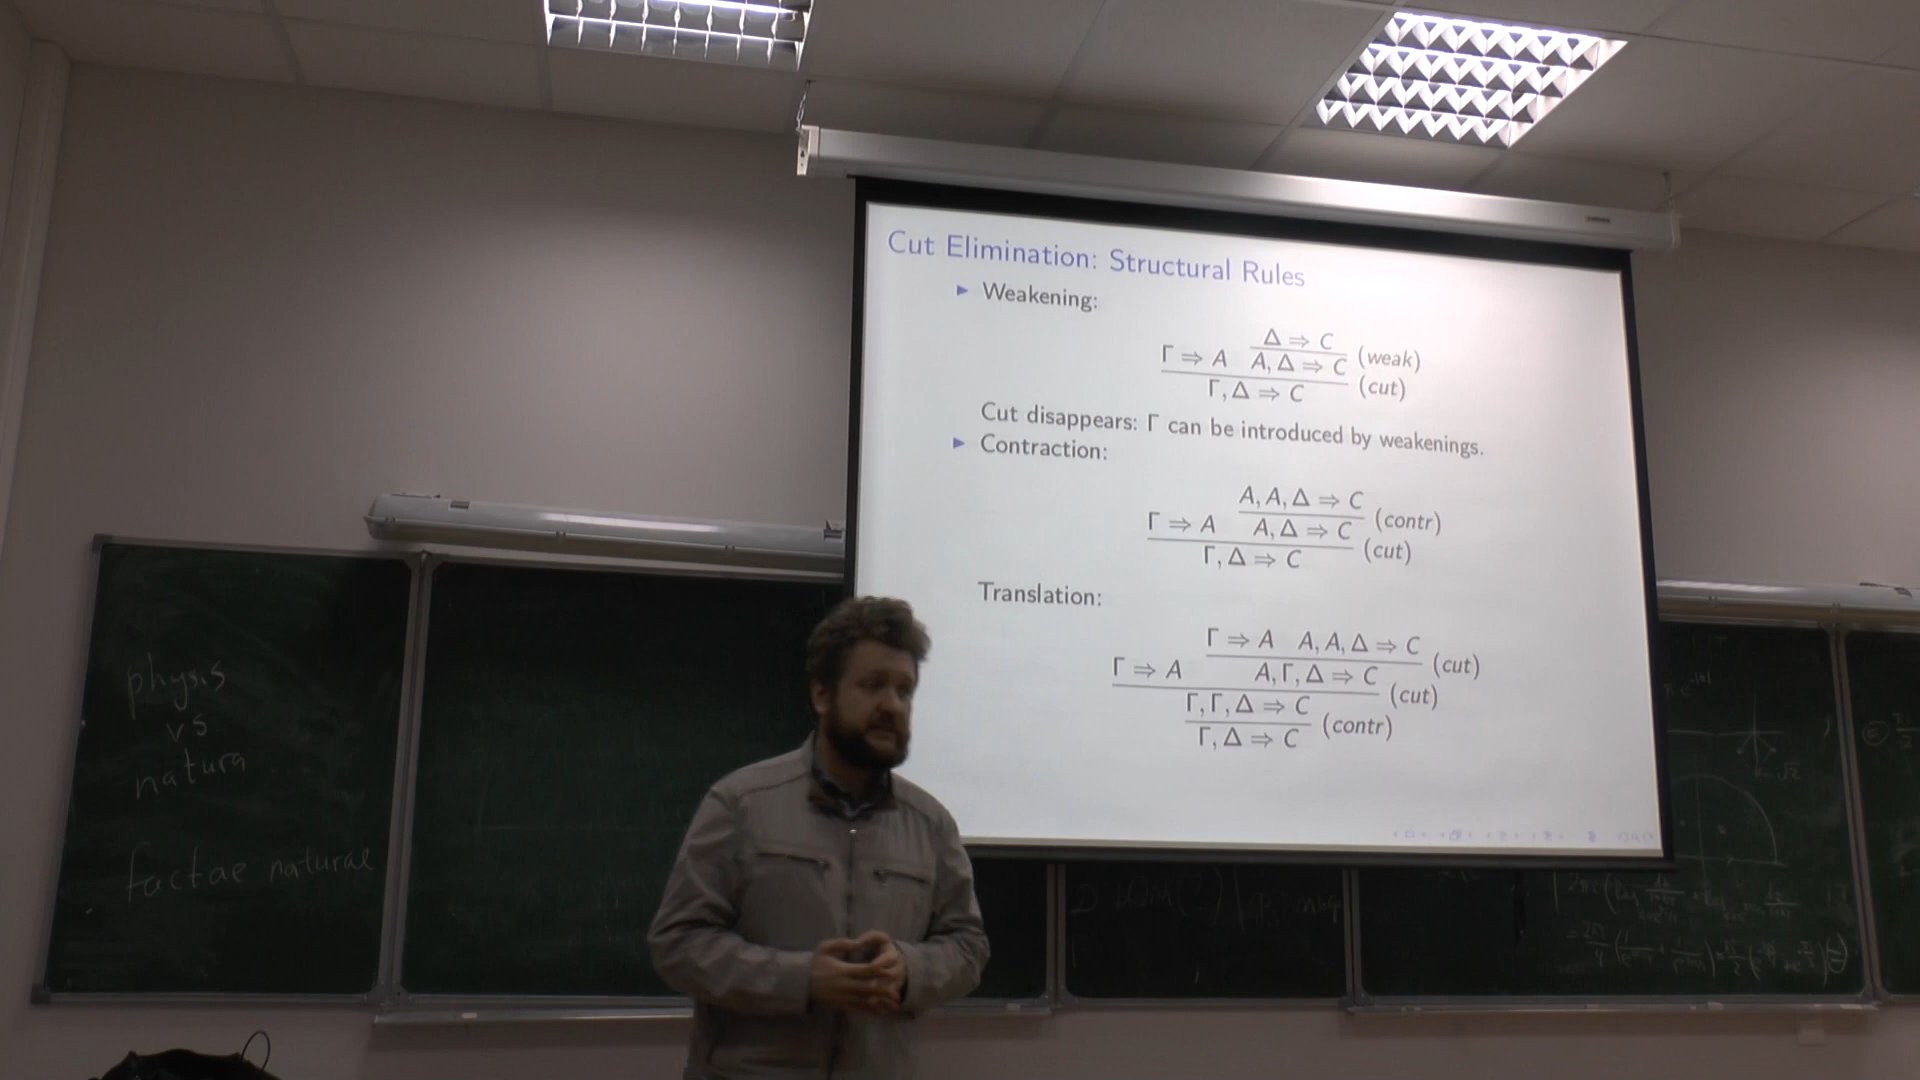 Cut Elimination: Structural Rules
▶ Weakening:
Δ ⇒ C
Γ ⇒ A A, Δ ⇒ C (weak)
Γ, Δ ⇒ C (cut)
Cut disappears: Γ can be introduced by weakenings.
▶ Contraction:
A, A, Δ ⇒ C
Γ ⇒ A A, Δ ⇒ C (contr)
Γ, Δ ⇒ C (cut)
Translation:
Γ ⇒ A A, A, Δ ⇒ C
Γ ⇒ A A, Γ, Δ ⇒ C (cut)
Γ, Γ, Δ ⇒ C (cut)
Γ, Δ ⇒ C (contr)
physis
vs
natura
factae naturae